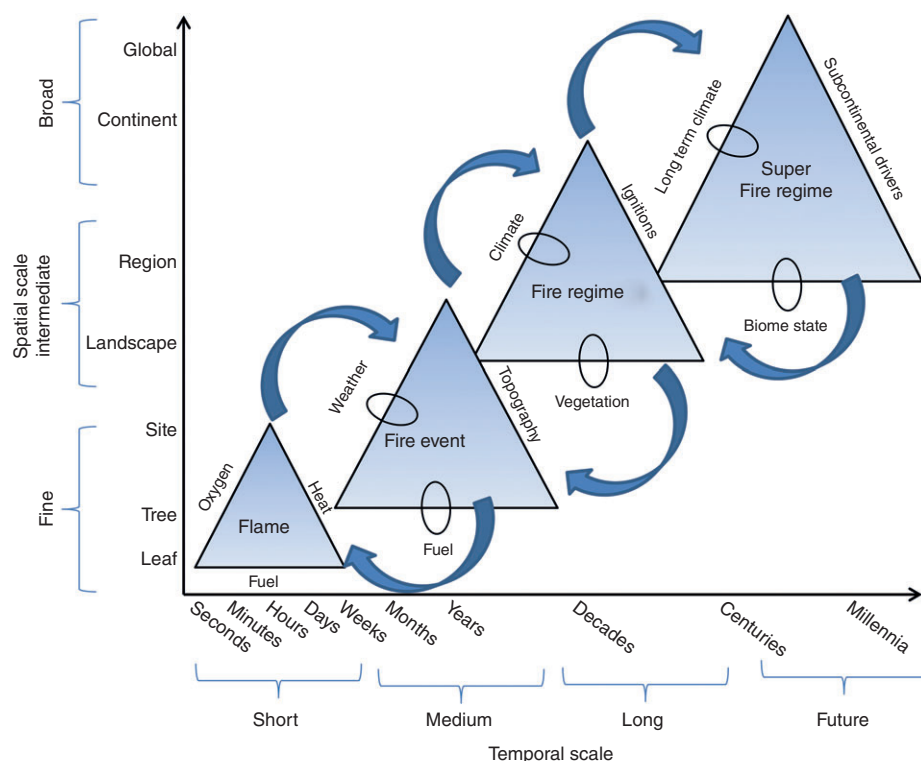 Global
Continent
Broad
Region
Landscape
Spatial scale
intermediate
Site
Tree
Leaf
Fine
Oxygen
Heat
Flame
Fuel
Weather
Topography
Fire event
Fuel
Climate
Ignitions
Fire regime
Vegetation
Long term climate
Subcontinental drivers
Super
Fire regime
Biome state
Seconds
Minutes
Hours
Days
Weeks
Months
Years
Decades
Centuries
Millennia
Short
Medium
Long
Future
Temporal scale